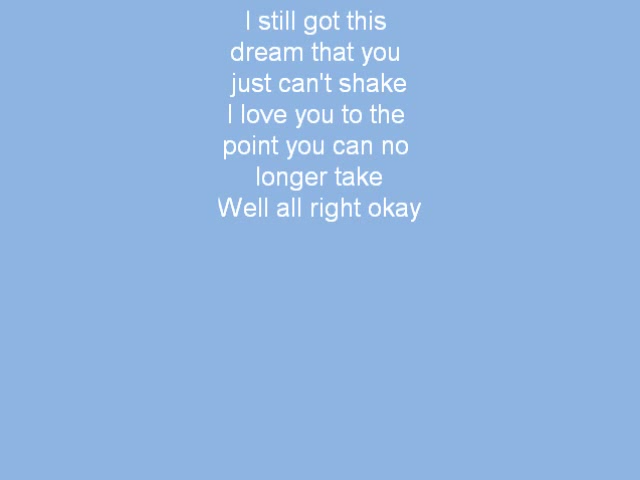 I still got this
dream that you
just can't shake
I love you to the
point you can no
longer take
Well all right okay